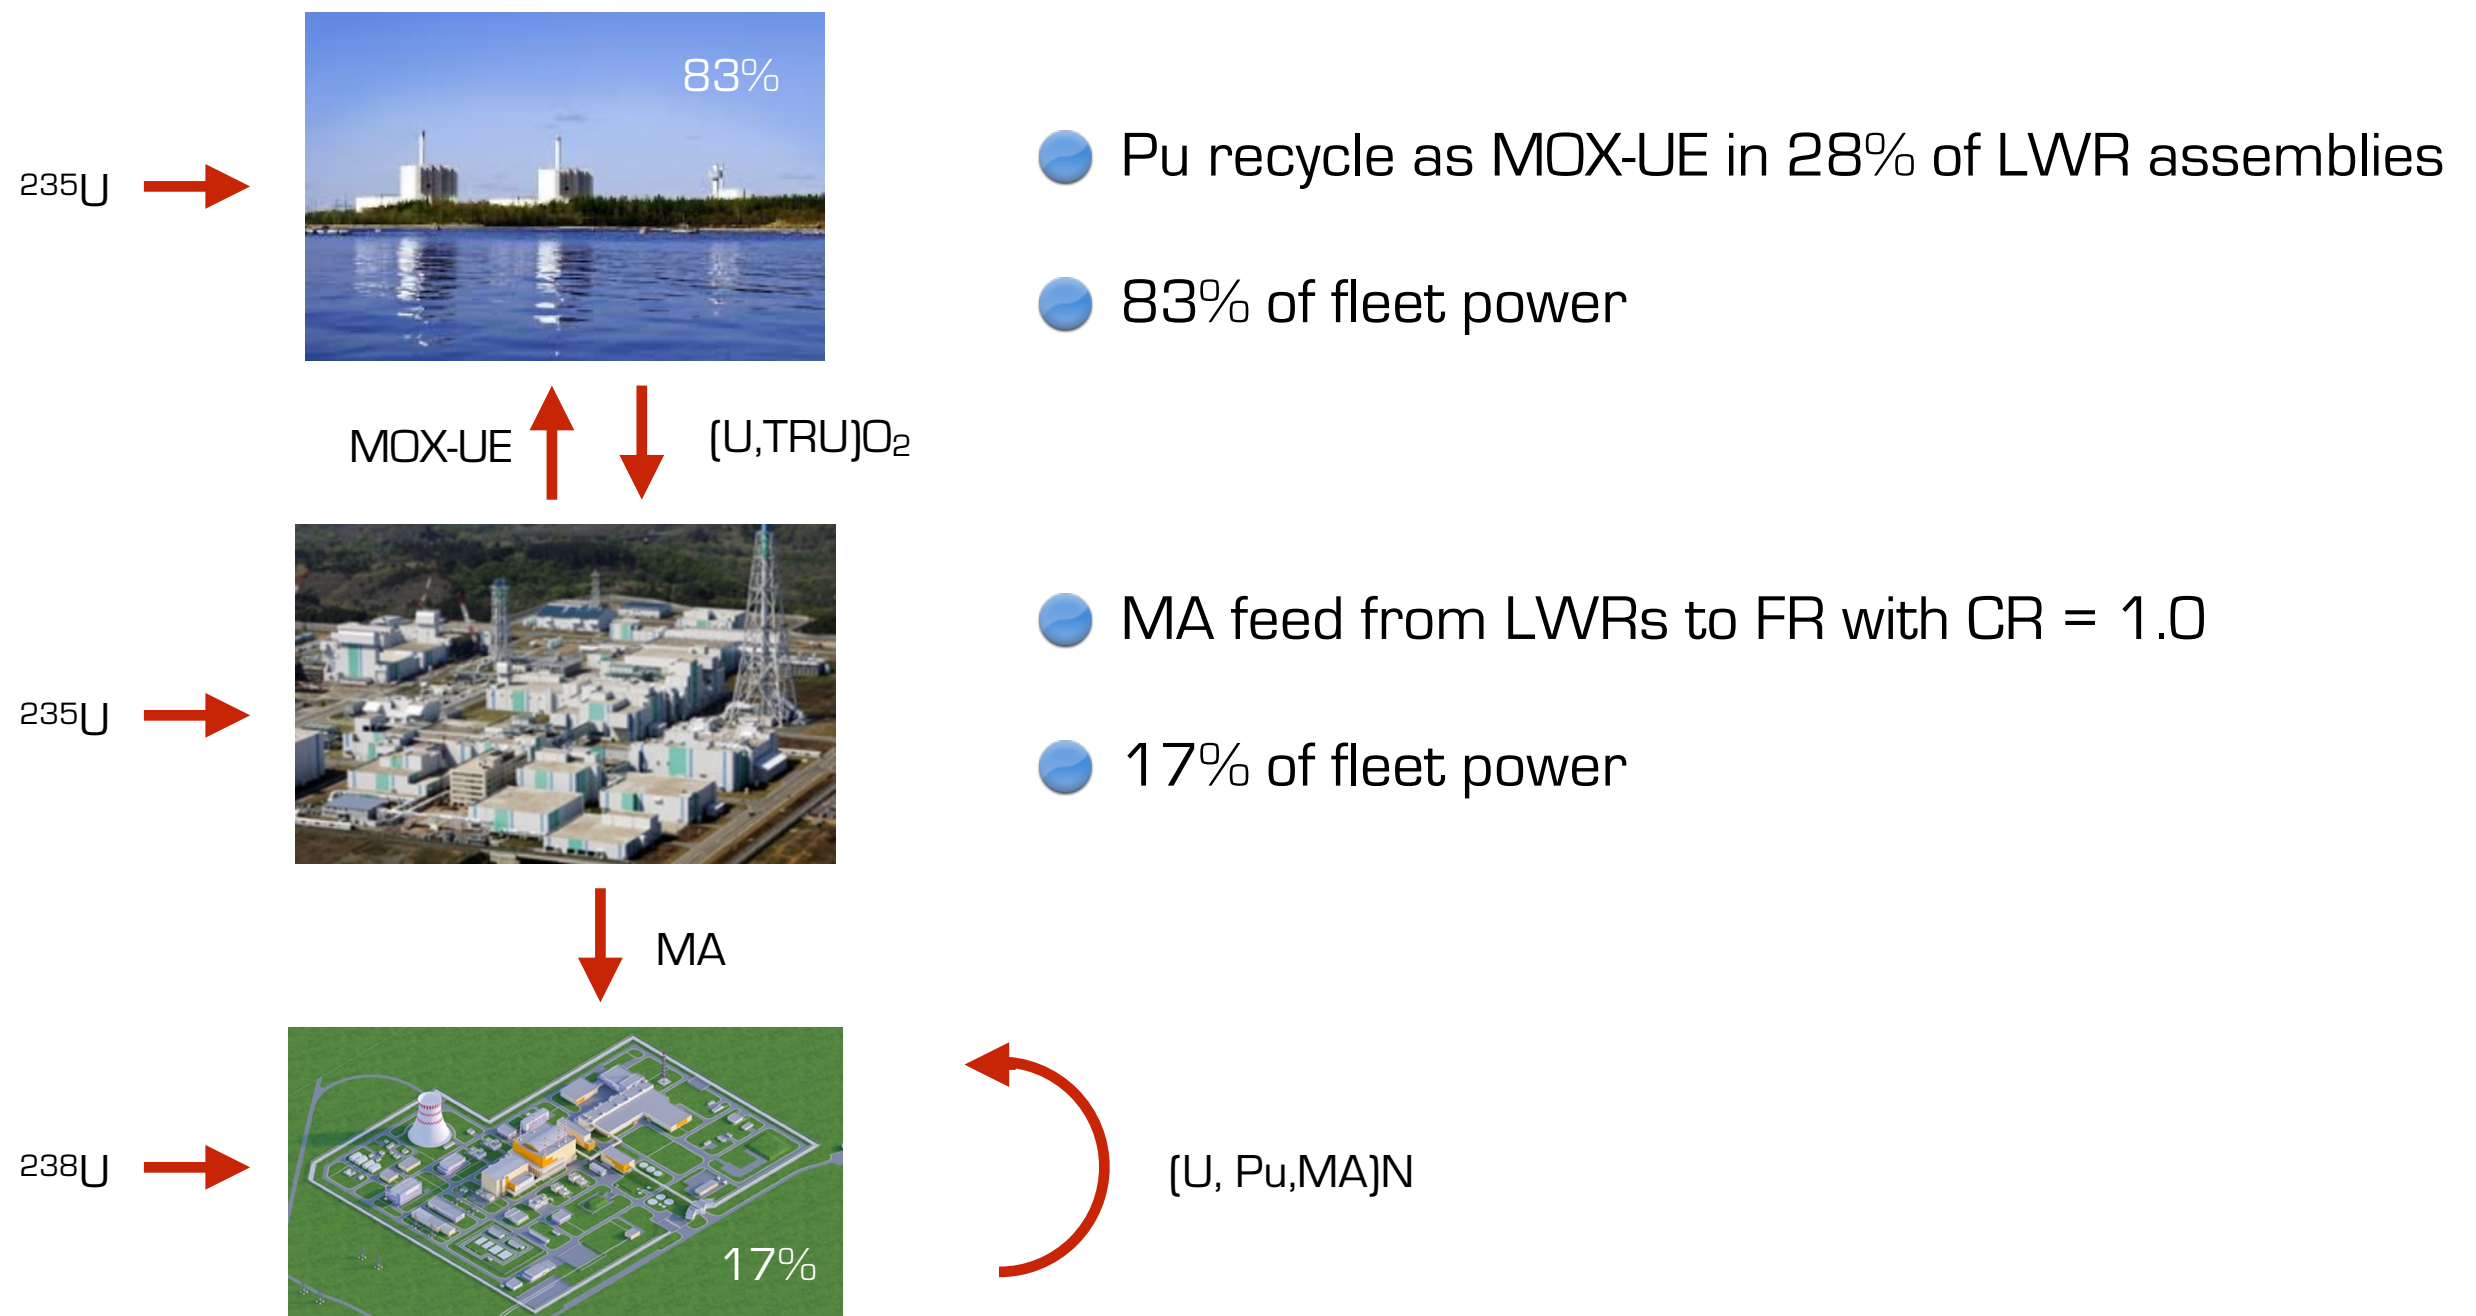 83%
²³⁵U
Pu recycle as MOX-UE in 28% of LWR assemblies
83% of fleet power
MOX-UE
(U,TRU)O₂
²³⁵U
MA feed from LWRs to FR with CR = 1.0
17% of fleet power
MA
²³⁸U
(U, Pu,MA)N
17%